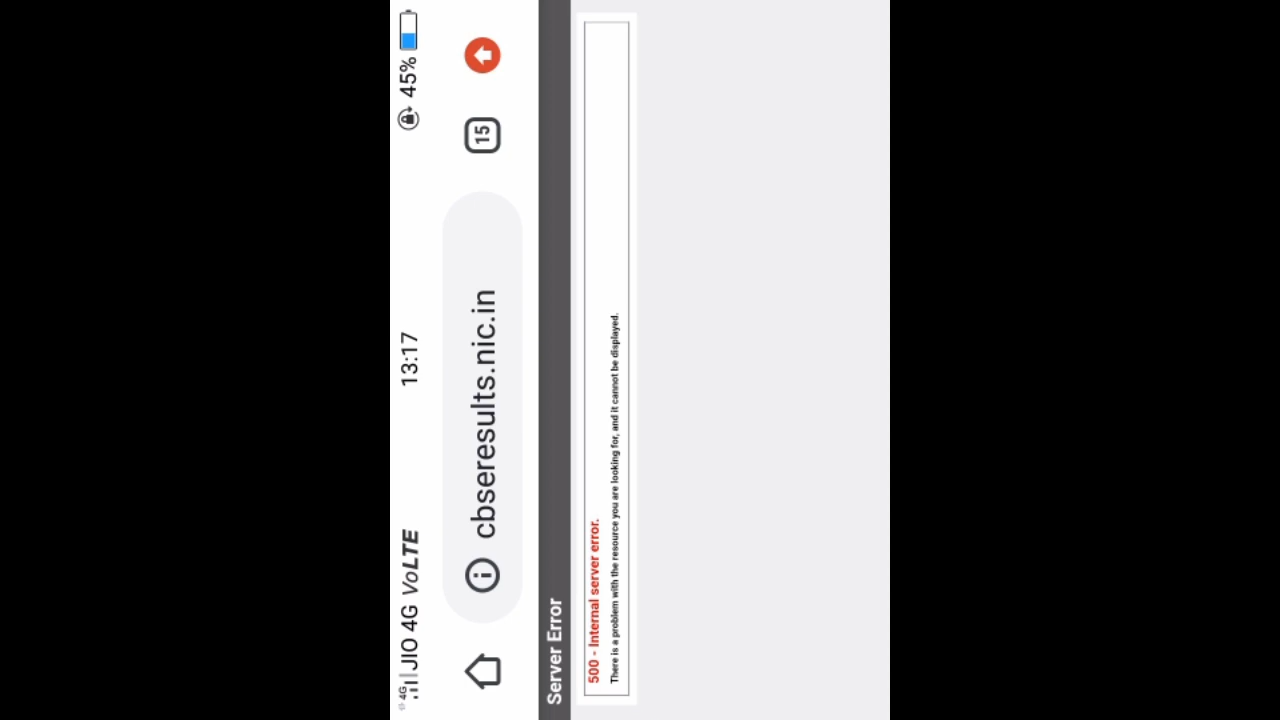 4G JIO 4G VoLTE 13:17 45%
cbseresults.nic.in 15
Server Error
500 - Internal server error.
There is a problem with the resource you are looking for, and it cannot be displayed.